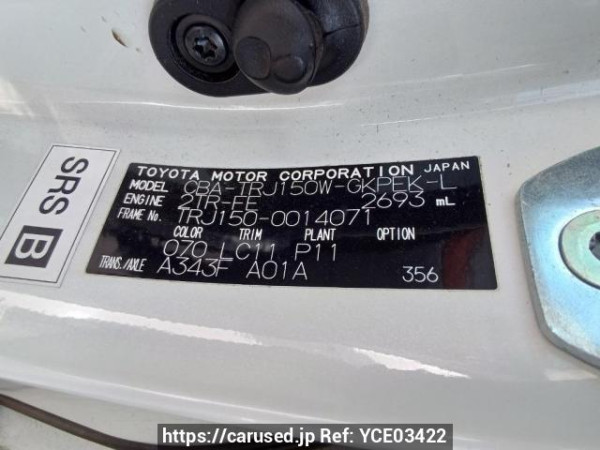 TOYOTA MOTOR CORPORATION JAPAN
MODEL CBA-TRJ150W-GKPEK-L
ENGINE 2TR-FE 2693 mL
FRAME No. TRJ150-0014071
COLOR TRIM PLANT OPTION
070 LC11 P11
TRANS./AXLE A343F A01A 356
SRS B
https://carused.jp Ref: YCE03422